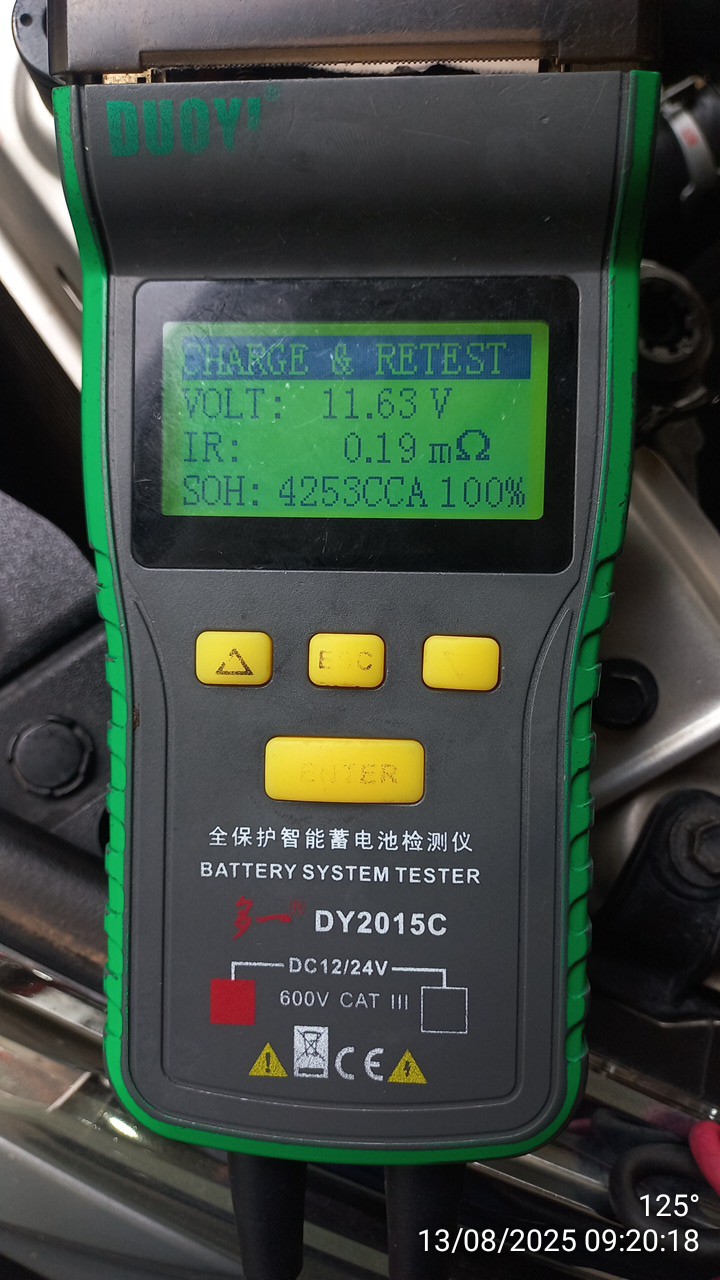 DUOYI®
CHARGE & RETEST
VOLT: 11.63 V
IR: 0.19 mΩ
SOH: 4253CCA 100%
ESC
ENTER
全保护智能蓄电池检测仪
BATTERY SYSTEM TESTER
多一® DY2015C
DC12/24V
600V CAT III
CE
125°
13/08/2025 09:20:18